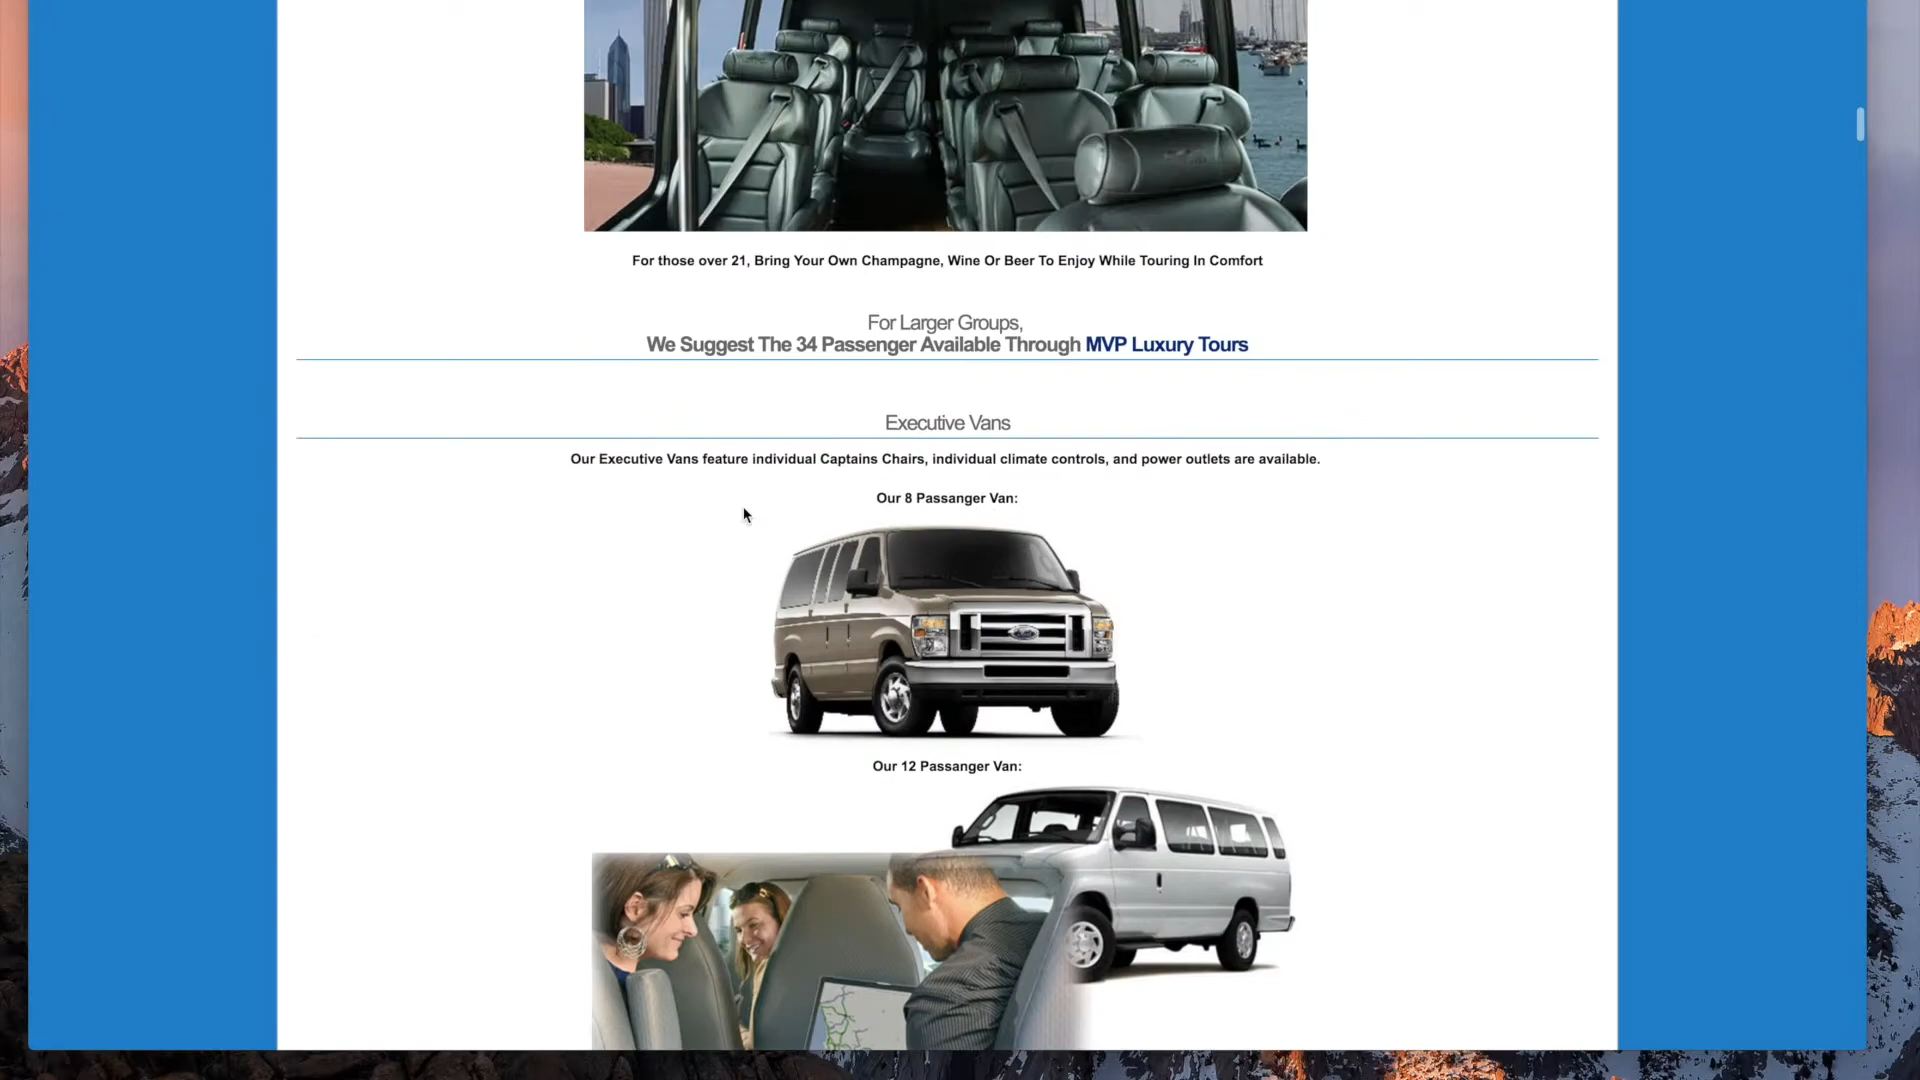 For those over 21, Bring Your Own Champagne, Wine Or Beer To Enjoy While Touring In Comfort
For Larger Groups,
We Suggest The 34 Passenger Available Through MVP Luxury Tours
Executive Vans
Our Executive Vans feature individual Captains Chairs, individual climate controls, and power outlets are available.
Our 8 Passanger Van:
Our 12 Passanger Van: